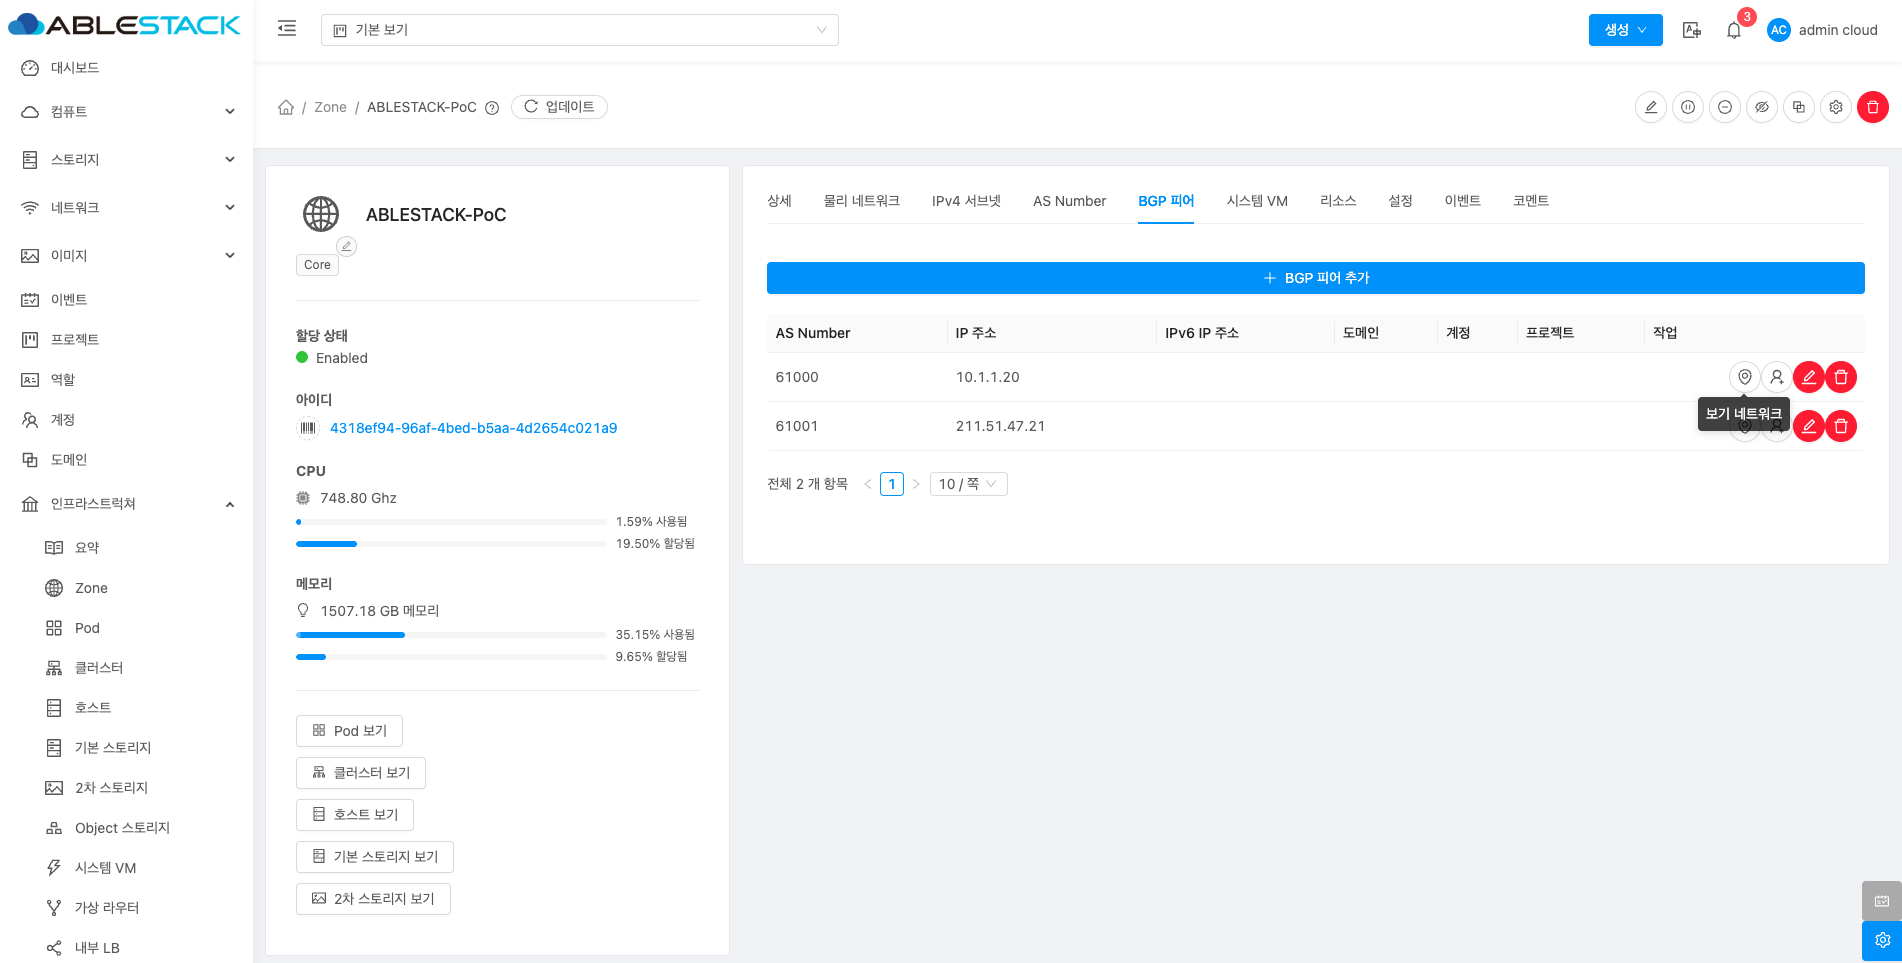 ABLESTACK
기본 보기
생성
3
AC
admin cloud
대시보드
컴퓨트
스토리지
네트워크
이미지
이벤트
프로젝트
역할
계정
도메인
인프라스트럭쳐
요약
Zone
Pod
클러스터
호스트
기본 스토리지
2차 스토리지
Object 스토리지
시스템 VM
가상 라우터
내부 LB
/ Zone / ABLESTACK-PoC
업데이트
ABLESTACK-PoC
Core
할당 상태
Enabled
아이디
4318ef94-96af-4bed-b5aa-4d2654c021a9
CPU
748.80 Ghz
1.59% 사용됨
19.50% 할당됨
메모리
1507.18 GB 메모리
35.15% 사용됨
9.65% 할당됨
Pod 보기
클러스터 보기
호스트 보기
기본 스토리지 보기
2차 스토리지 보기
상세 물리 네트워크 IPv4 서브넷 AS Number BGP 피어 시스템 VM 리소스 설정 이벤트 코멘트
+ BGP 피어 추가
AS Number IP 주소 IPv6 IP 주소 도메인 계정 프로젝트 작업
61000 10.1.1.20
보기 네트워크
61001 211.51.47.21
전체 2 개 항목 < 1 > 10 / 쪽